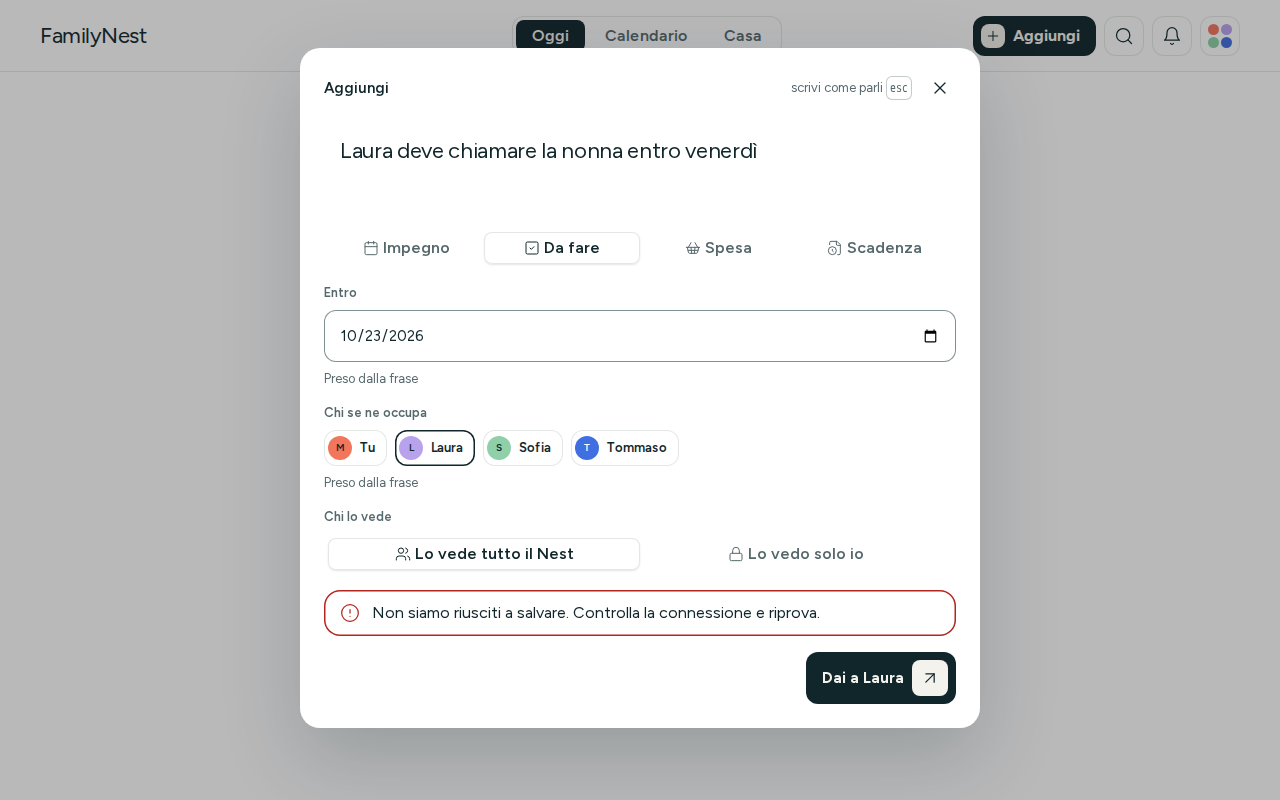 FamilyNest
Oggi Calendario Casa
Aggiungi
Aggiungi
scrivi come parli esc
Laura deve chiamare la nonna entro venerdì
Impegno Da fare Spesa Scadenza
Entro
10/23/2026
Preso dalla frase
Chi se ne occupa
M Tu L Laura S Sofia T Tommaso
Preso dalla frase
Chi lo vede
Lo vede tutto il Nest Lo vedo solo io
Non siamo riusciti a salvare. Controlla la connessione e riprova.
Dai a Laura